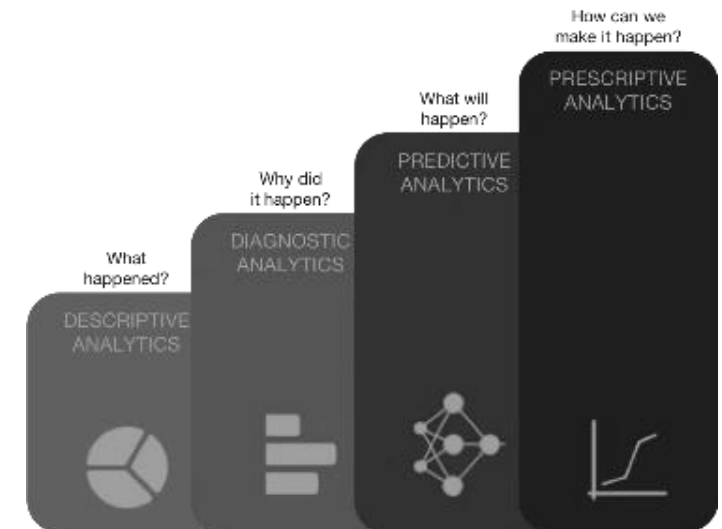 How can we
make it happen?
PRESCRIPTIVE
ANALYTICS
What will
happen?
PREDICTIVE
ANALYTICS
Why did
it happen?
DIAGNOSTIC
ANALYTICS
What
happened?
DESCRIPTIVE
ANALYTICS